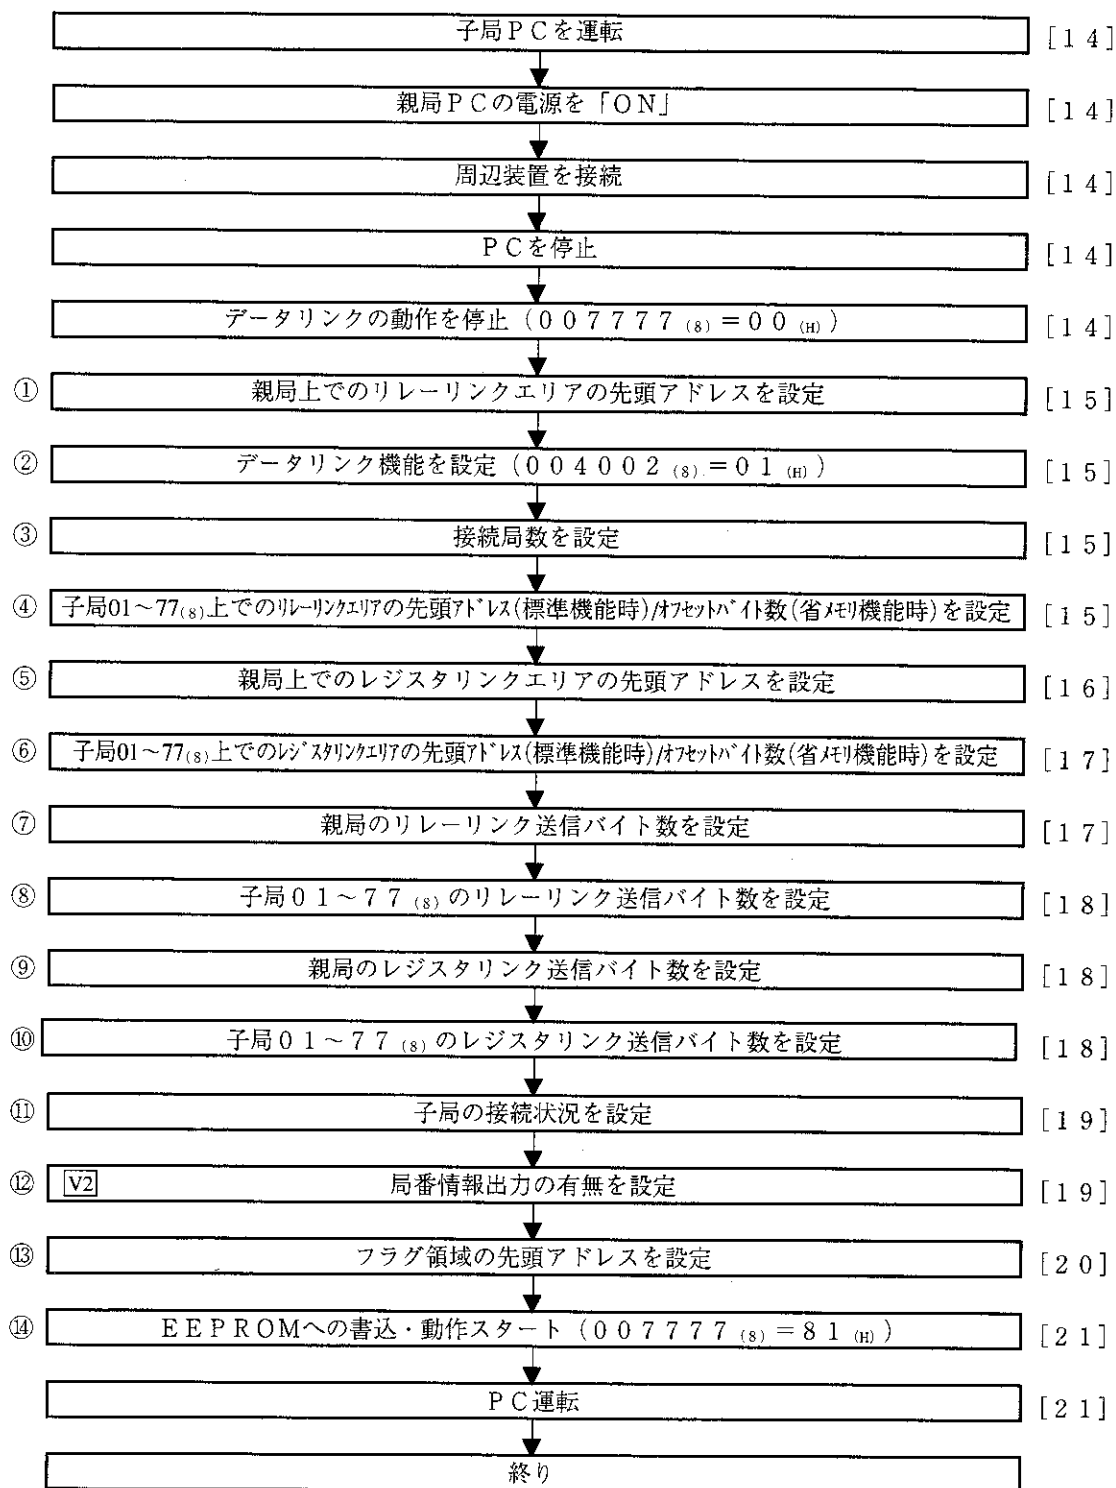 子局PCを運転 [14]
親局PCの電源を「ON」 [14]
周辺装置を接続 [14]
PCを停止 [14]
データリンクの動作を停止(007777(8)=00(H)) [14]
① 親局上でのリレーリンクエリアの先頭アドレスを設定 [15]
② データリンク機能を設定(004002(8)=01(H)) [15]
③ 接続局数を設定 [15]
④ 子局01~77(8)上でのリレーリンクエリアの先頭アドレス(標準機能時)/オフセットバイト数(省メモリ機能時)を設定 [15]
⑤ 親局上でのレジスタリンクエリアの先頭アドレスを設定 [16]
⑥ 子局01~77(8)上でのレジスタリンクエリアの先頭アドレス(標準機能時)/オフセットバイト数(省メモリ機能時)を設定 [17]
⑦ 親局のリレーリンク送信バイト数を設定 [17]
⑧ 子局01~77(8)のリレーリンク送信バイト数を設定 [18]
⑨ 親局のレジスタリンク送信バイト数を設定 [18]
⑩ 子局01~77(8)のレジスタリンク送信バイト数を設定 [18]
⑪ 子局の接続状況を設定 [19]
⑫ V2 局番情報出力の有無を設定 [19]
⑬ フラグ領域の先頭アドレスを設定 [20]
⑭ EEPROMへの書込・動作スタート(007777(8)=81(H)) [21]
PC運転 [21]
終り